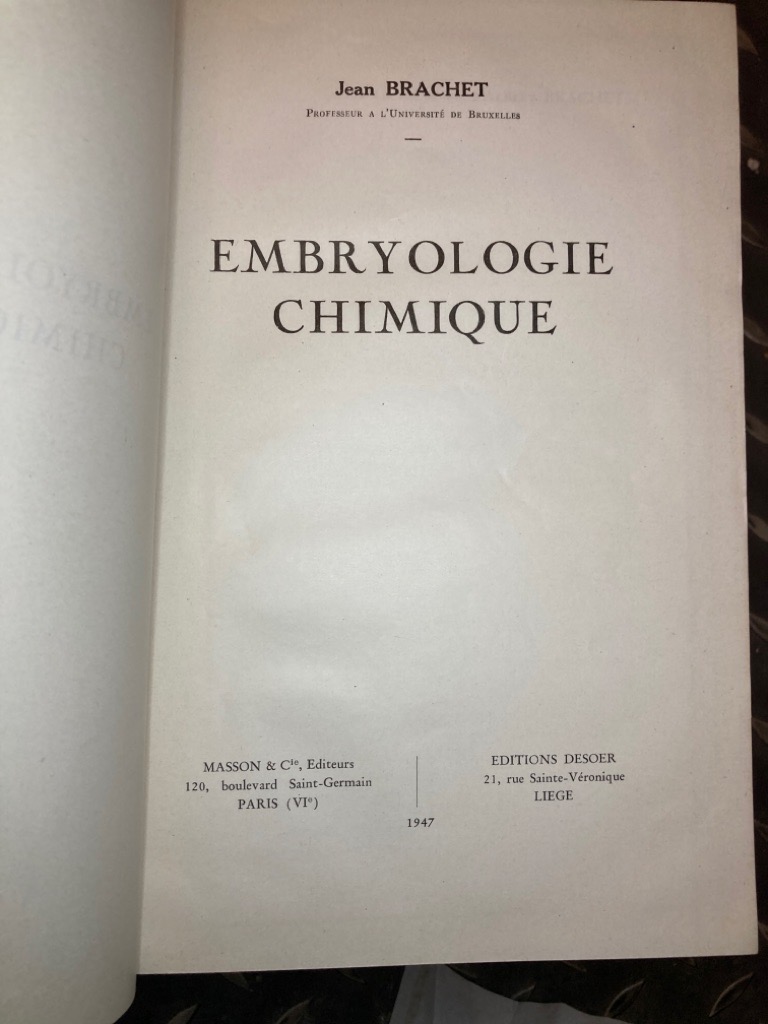 Jean BRACHET
PROFESSEUR A L'UNIVERSITÉ DE BRUXELLES
—
EMBRYOLOGIE
CHIMIQUE
MASSON & Cie, Editeurs
120, boulevard Saint-Germain
PARIS (VIe)
EDITIONS DESOER
21, rue Sainte-Véronique
LIEGE
1947